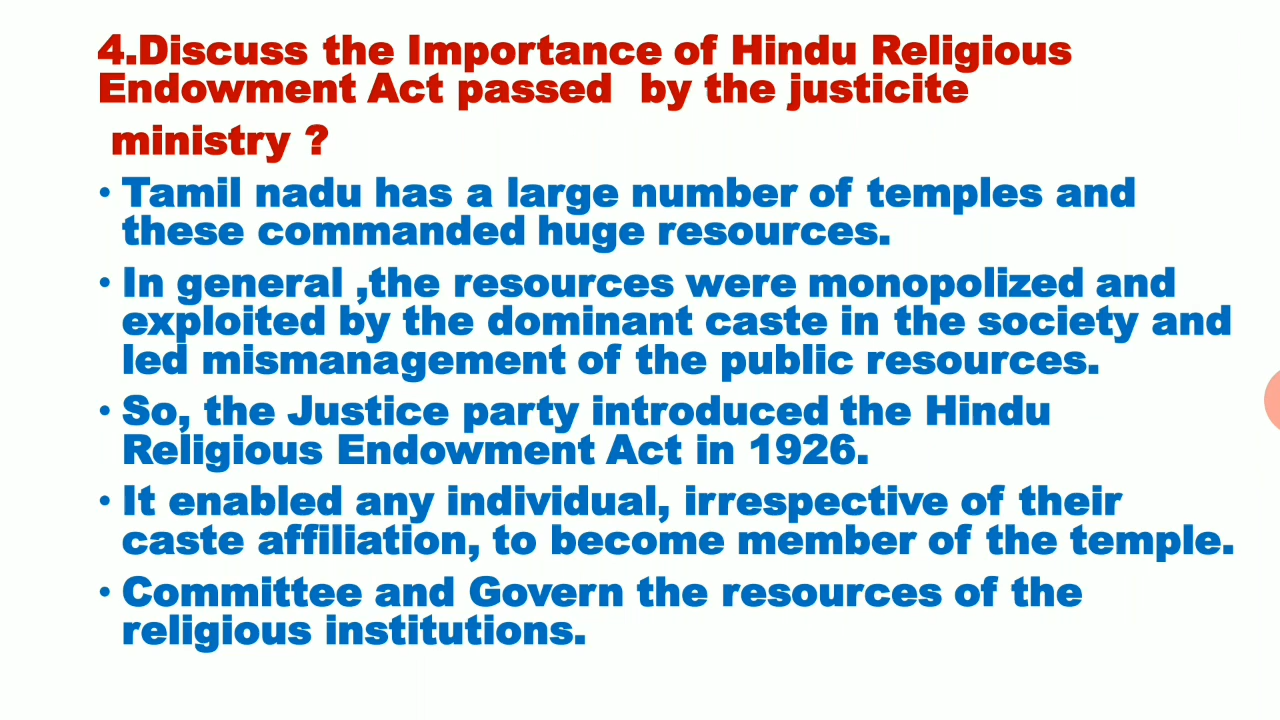 4.Discuss the Importance of Hindu Religious
Endowment Act passed by the justicite
ministry ?
• Tamil nadu has a large number of temples and
these commanded huge resources.
• In general ,the resources were monopolized and
exploited by the dominant caste in the society and
led mismanagement of the public resources.
• So, the Justice party introduced the Hindu
Religious Endowment Act in 1926.
• It enabled any individual, irrespective of their
caste affiliation, to become member of the temple.
• Committee and Govern the resources of the
religious institutions.